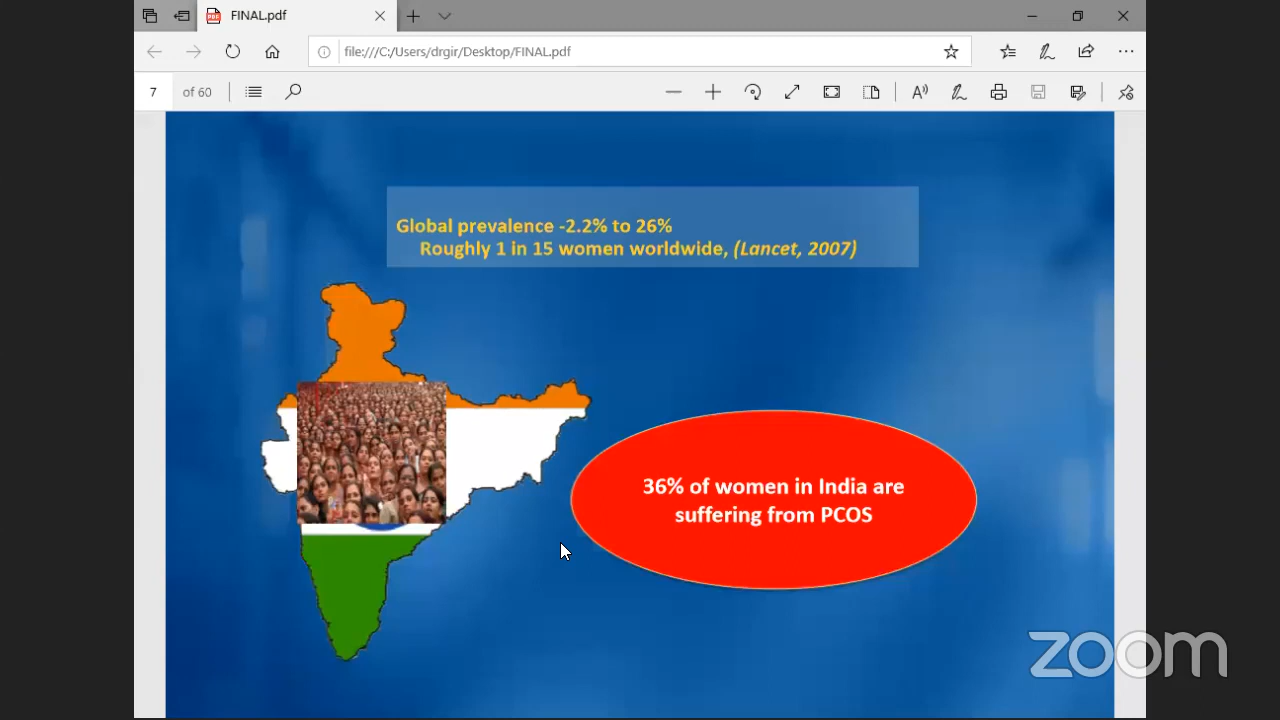 FINAL.pdf
file:///C:/Users/drgir/Desktop/FINAL.pdf
7 of 60
Global prevalence -2.2% to 26%
Roughly 1 in 15 women worldwide, (Lancet, 2007)
36% of women in India are
suffering from PCOS
zoom